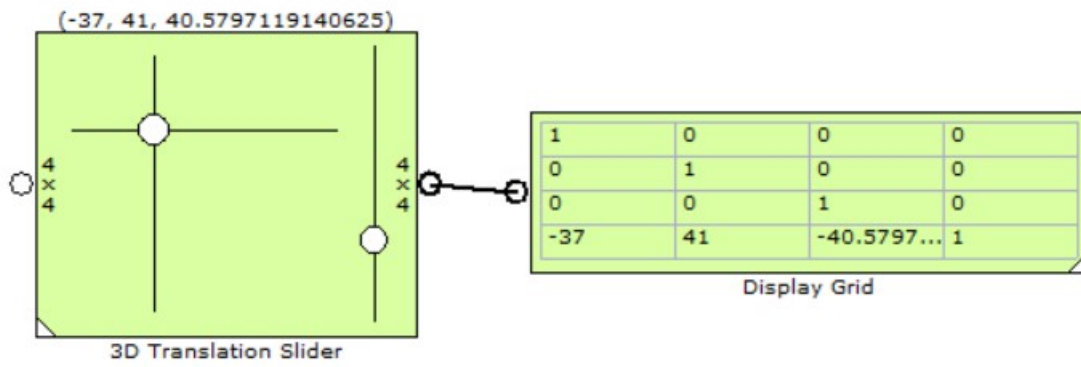 (-37, 41, 40.5797119140625)
4
x
4
4
x
4
3D Translation Slider
1 0 0 0
0 1 0 0
0 0 1 0
-37 41 -40.5797... 1
Display Grid